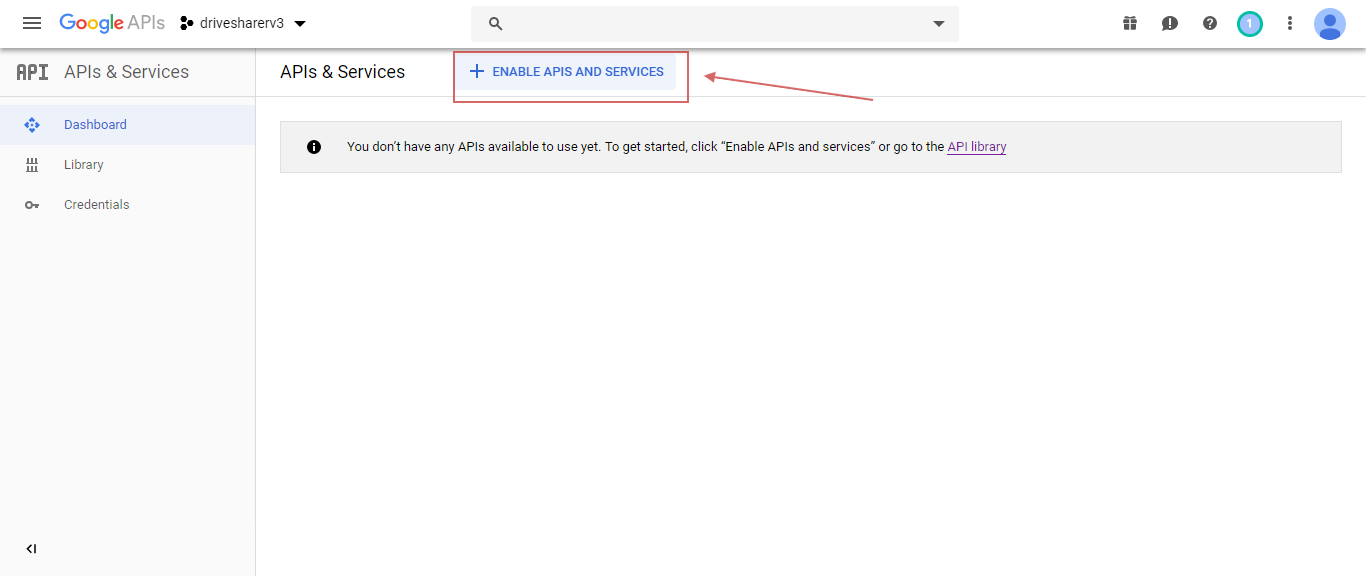 Google APIs drivesharerv3 1
API APIs & Services
APIs & Services ENABLE APIS AND SERVICES
Dashboard
Library
Credentials
You don’t have any APIs available to use yet. To get started, click “Enable APIs and services” or go to the API library